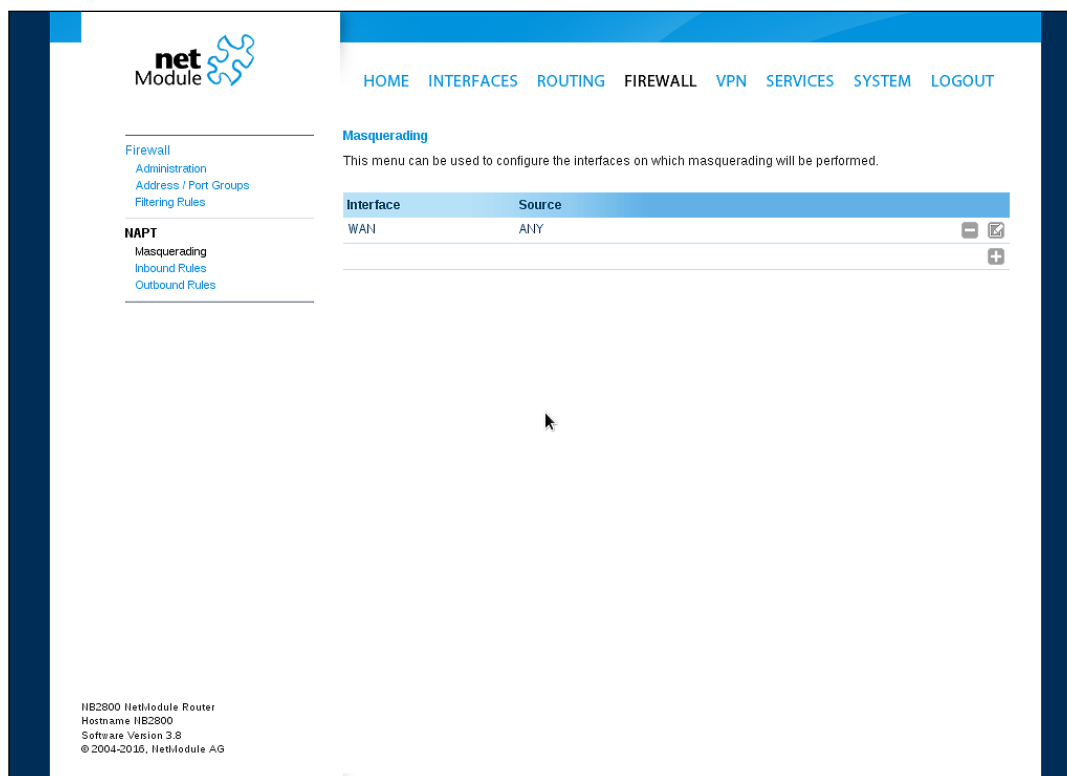 net
Module
HOME INTERFACES ROUTING FIREWALL VPN SERVICES SYSTEM LOGOUT
Firewall
Administration
Address / Port Groups
Filtering Rules
NAPT
Masquerading
Inbound Rules
Outbound Rules
Masquerading
This menu can be used to configure the interfaces on which masquerading will be performed.
Interface Source
WAN ANY
NB2800 NetModule Router
Hostname NB2800
Software Version 3.8
© 2004-2016, NetModule AG